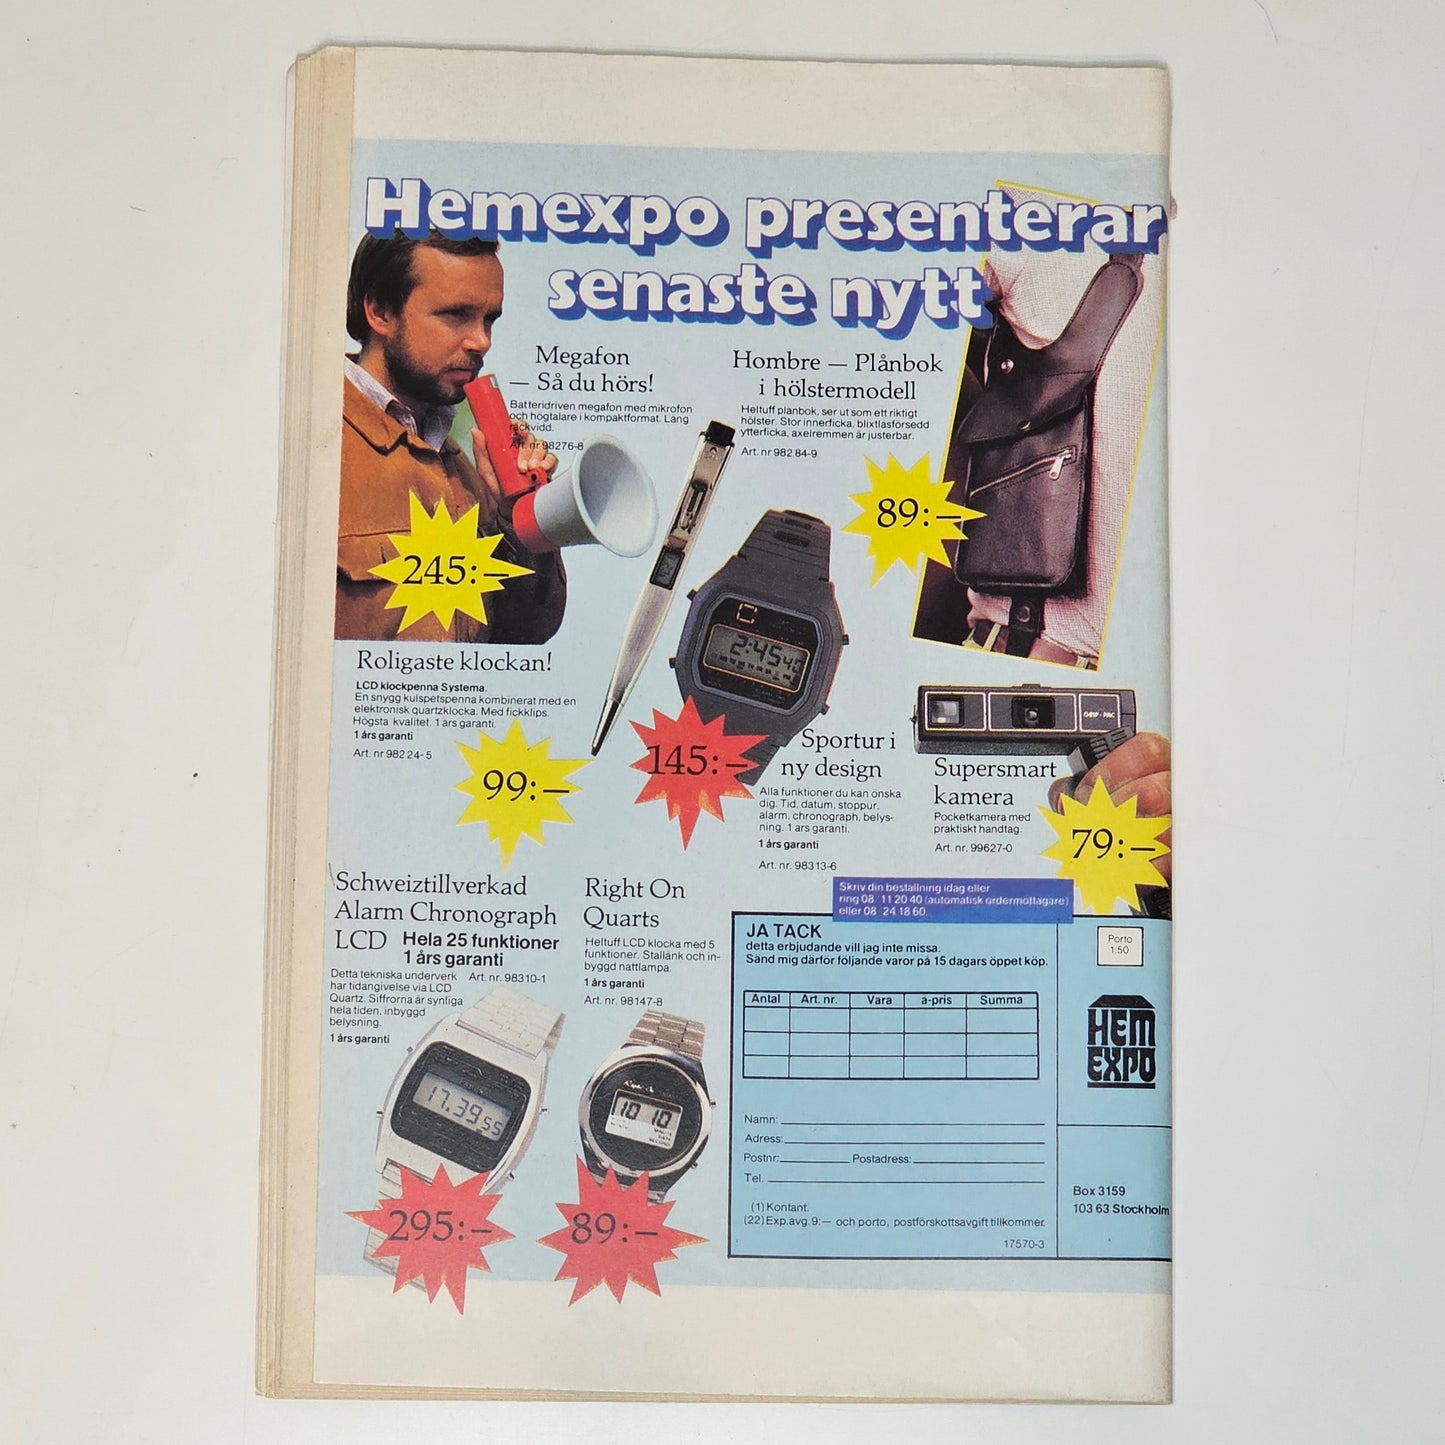 Hemexpo presenterar
senaste nytt
Megafon
— Så du hörs!
Batteridriven megafon med mikrofon
och högtalare i kompaktformat. Lång
räckvidd.
Art. nr 98276-8
245:—
Hombre — Plånbok
i hölstermodell
Heltuff plånbok, ser ut som ett riktigt
hölster. Stor innerficka, blixtlåsförsedd
ytterficka, axelremmen är justerbar.
Art. nr 982 84-9
89:—
Roligaste klockan!
LCD klockpenna Systema.
En snygg kulspetspenna kombinerat med en
elektronisk quartzklocka. Med fickklips.
Högsta kvalitet. 1 års garanti.
1 års garanti
Art. nr 982 24-5
99:—
2:45 40
145:—
Sportur i
ny design
Alla funktioner du kan önska
dig. Tid, datum, stoppur,
alarm, chronograph, belys-
ning. 1 års garanti.
1 års garanti
Art. nr. 98313-6
GRIP-PAC
Supersmart
kamera
Pocketkamera med
praktiskt handtag.
Art. nr. 99627-0
79:—
Schweiztillverkad
Alarm Chronograph
LCD Hela 25 funktioner
1 års garanti
Detta tekniska underverk Art. nr. 98310-1
har tidangivelse via LCD
Quartz. Siffrorna är synliga
hela tiden, inbyggd
belysning.
1 års garanti
17.39 55
295:—
Right On
Quarts
Heltuff LCD klocka med 5
funktioner. Stallänk och in-
byggd nattlampa.
1 års garanti
Art. nr. 98147-8
Right On
10 10
89:—
Skriv din beställning idag eller
ring 08 11 20 40 (automatisk ordermottagare)
eller 08 24 18 60.
JA TACK
detta erbjudande vill jag inte missa.
Sänd mig därför följande varor på 15 dagars öppet köp.
Antal Art. nr. Vara à-pris Summa
Namn:
Adress:
Postnr: Postadress:
Tel.
(1) Kontant.
(22) Exp.avg. 9:— och porto, postförskottsavgift tillkommer.
17570-3
Porto
1:50
HEM
EXPO
Box 3159
103 63 Stockholm